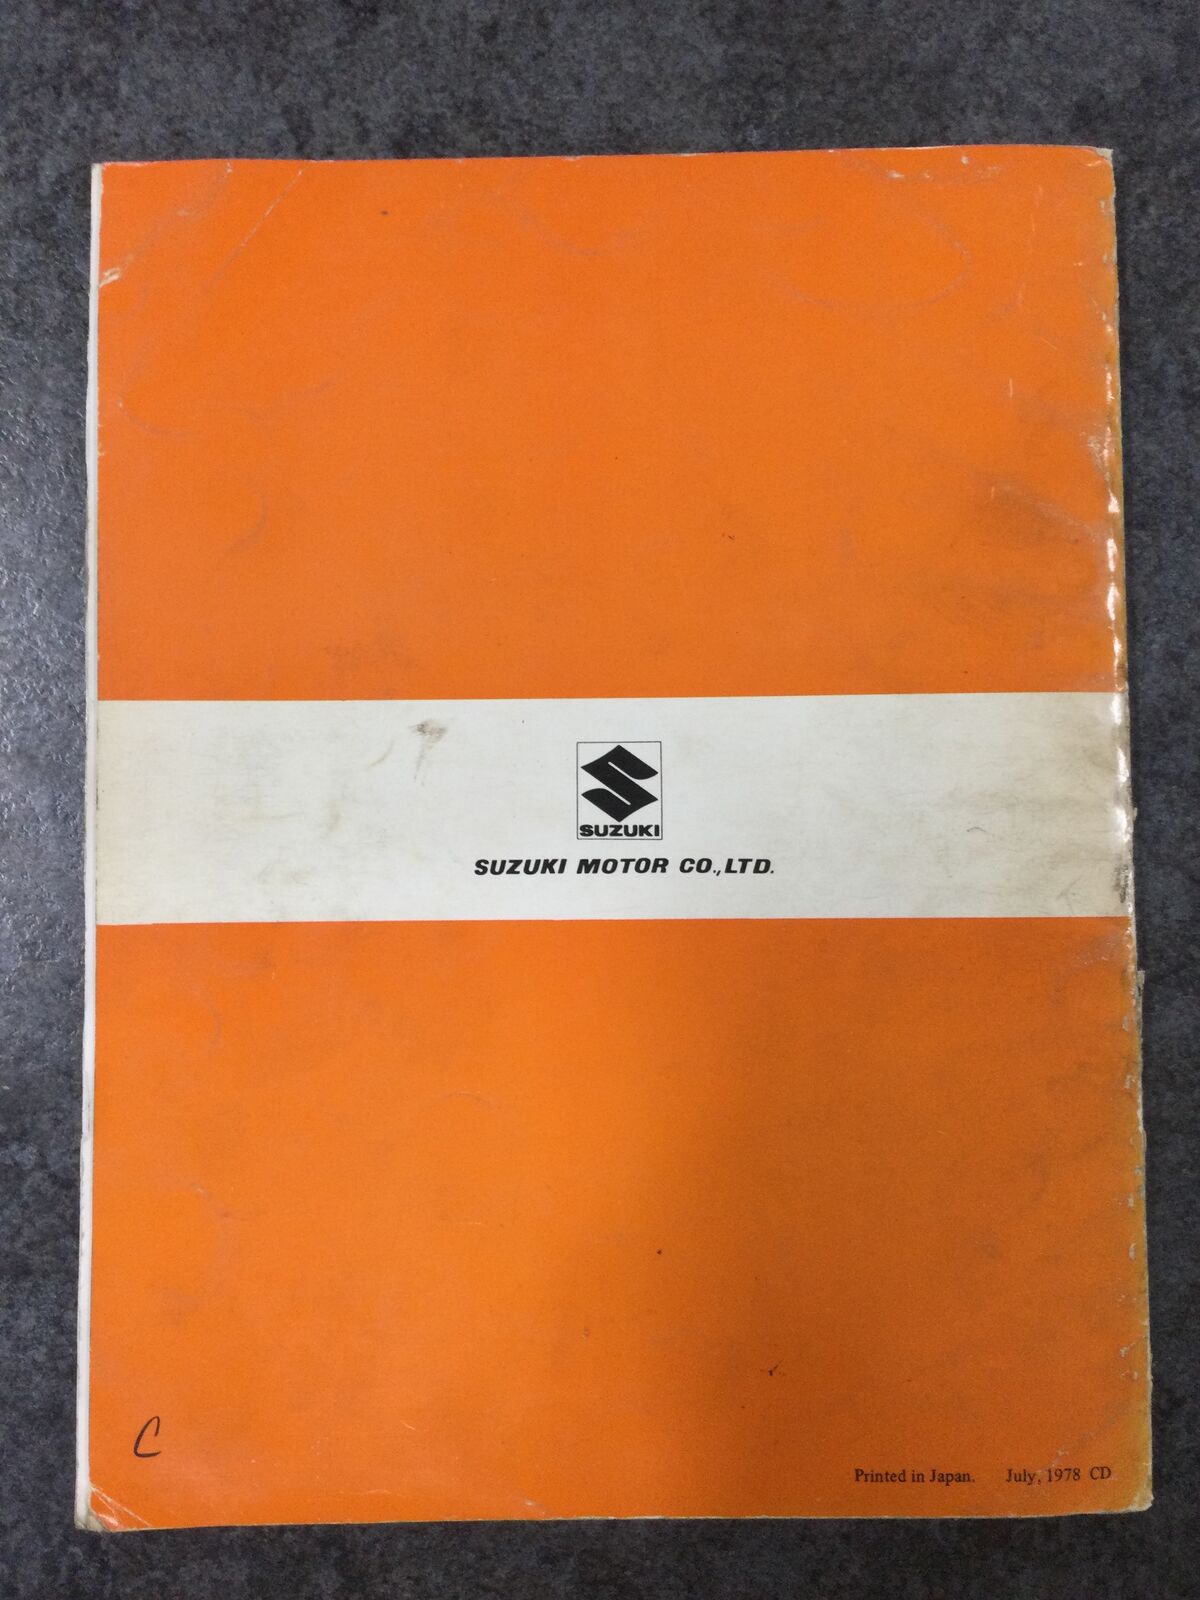 SUZUKI
SUZUKI MOTOR CO., LTD.
C
Printed in Japan. July, 1978 CD